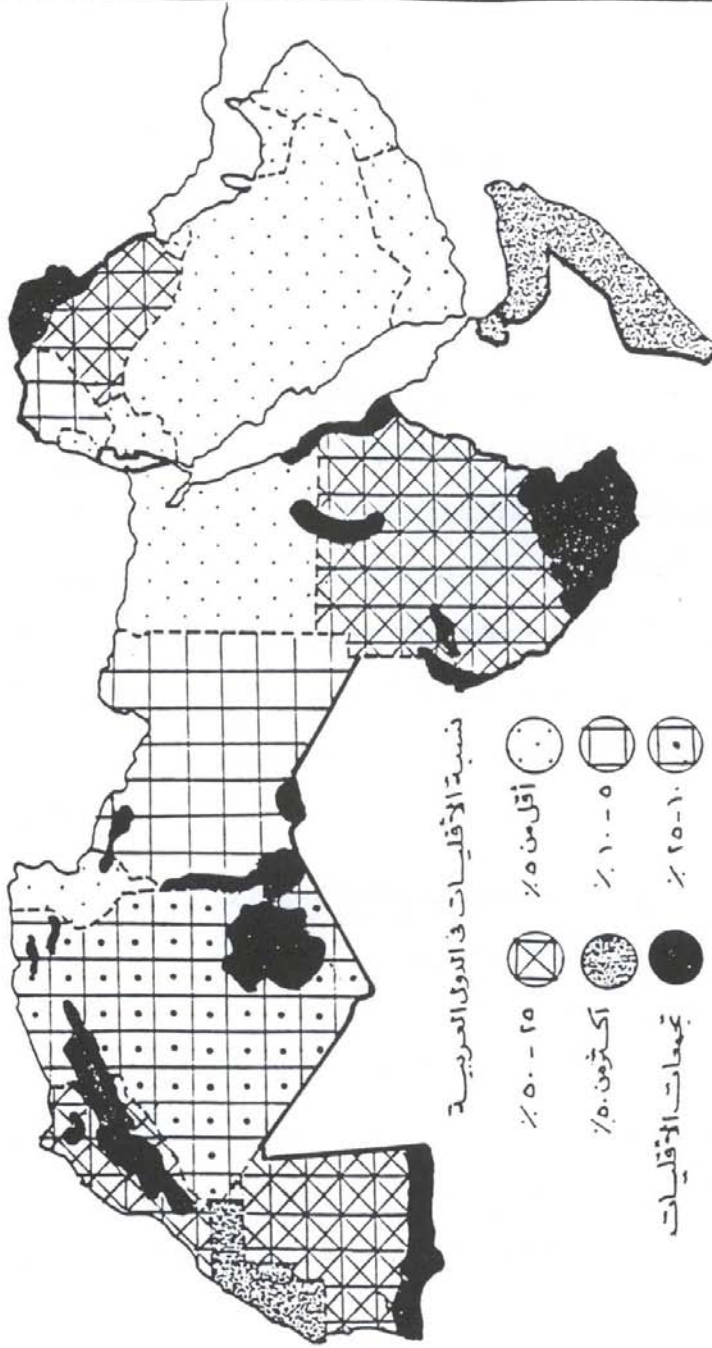 نسبة الأقليات في الدول العربية
أقل من ٥٪
٥ - ١٠٪
١٠ - ٢٥٪
٢٥ - ٥٠٪
أكثر من ٥٠٪
تجمعات الأقليات